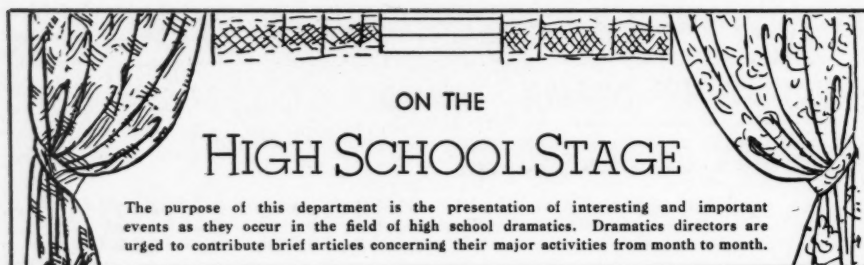 ON THE
HIGH SCHOOL STAGE
The purpose of this department is the presentation of interesting and important
events as they occur in the field of high school dramatics. Dramatics directors are
urged to contribute brief articles concerning their major activities from month to month.